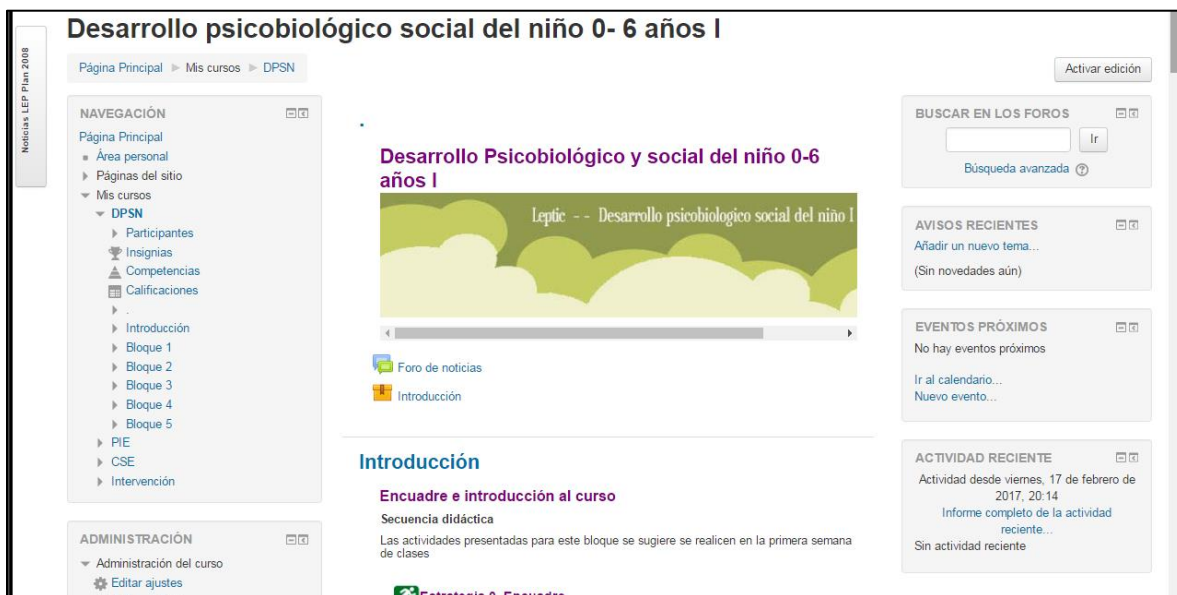 Desarrollo psicobiológico social del niño 0- 6 años I
Noticias LEP Plan 2008
Página Principal Mis cursos DPSN
Activar edición
NAVEGACIÓN
Página Principal
Área personal
Páginas del sitio
Mis cursos
DPSN
Participantes
Insignias
Competencias
Calificaciones
.
Introducción
Bloque 1
Bloque 2
Bloque 3
Bloque 4
Bloque 5
PIE
CSE
Intervención
ADMINISTRACIÓN
Administración del curso
Editar ajustes
.
Desarrollo Psicobiológico y social del niño 0-6
años I
Leptic -- Desarrollo psicobiologico social del niño I
Foro de noticias
Introducción
Introducción
Encuadre e introducción al curso
Secuencia didáctica
Las actividades presentadas para este bloque se sugiere se realicen en la primera semana
de clases
Estrategia 0. Encuadre
BUSCAR EN LOS FOROS
Ir
Búsqueda avanzada
AVISOS RECIENTES
Añadir un nuevo tema...
(Sin novedades aún)
EVENTOS PRÓXIMOS
No hay eventos próximos
Ir al calendario...
Nuevo evento...
ACTIVIDAD RECIENTE
Actividad desde viernes, 17 de febrero de
2017, 20:14
Informe completo de la actividad
reciente...
Sin actividad reciente